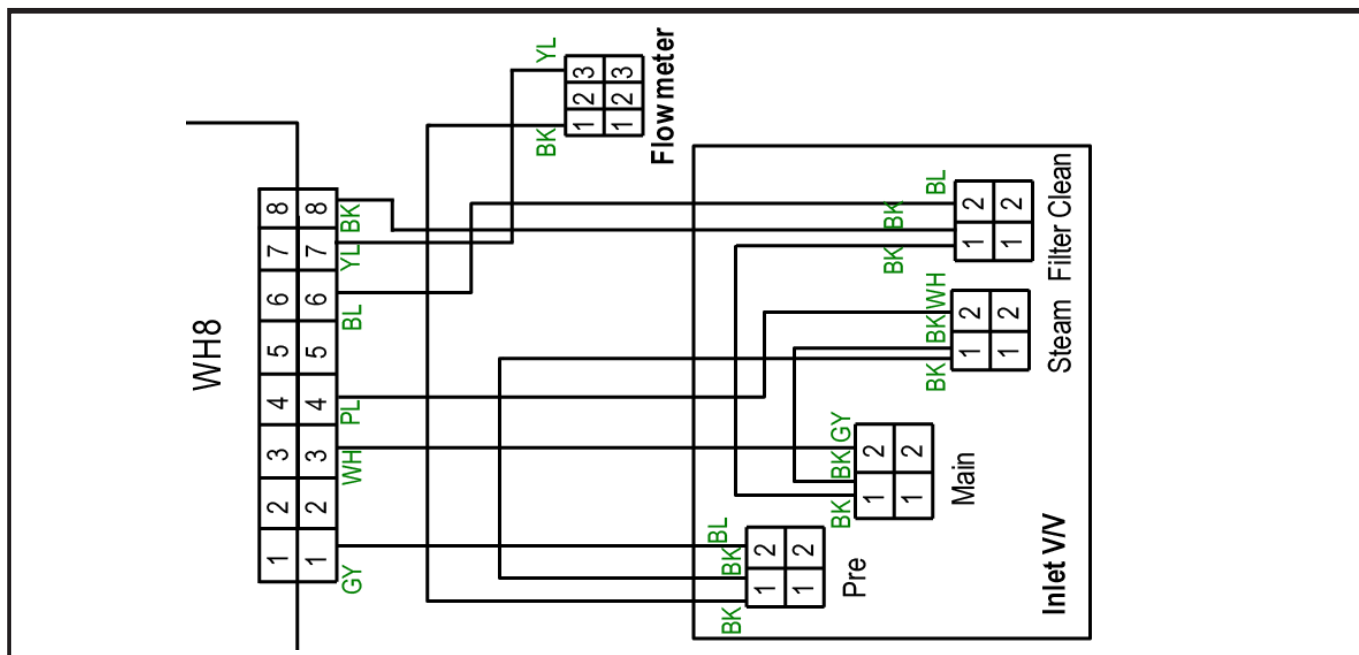 WH8
8 8 BK
7 7 YL
6 6 BL
5 5
4 4 PL
3 3 WH
2 2
1 1 GY
YL
3 3
2 2
1 1
BK
Flow meter
BL
BK
2 2
1 1
BK
Filter Clean
WH
BK
2 2
1 1
BK
Steam
GY
BK
2 2
1 1
BK
Main
BL
BK
2 2
1 1
BK
Pre
Inlet V/V